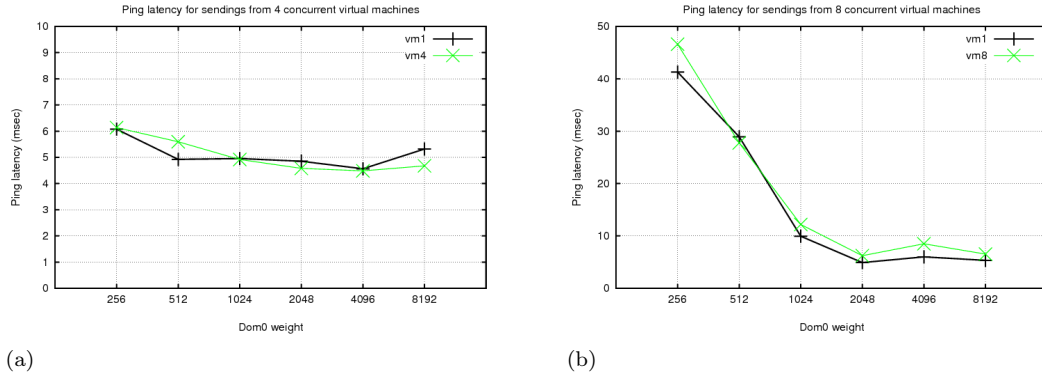 Ping latency for sendings from 4 concurrent virtual machines
10
9
8
7
6
5
4
3
2
1
0
Ping latency (msec)
vm1
vm4
256 512 1024 2048 4096 8192
Dom0 weight
(a)
Ping latency for sendings from 8 concurrent virtual machines
50
40
30
20
10
0
Ping latency (msec)
vm1
vm8
256 512 1024 2048 4096 8192
Dom0 weight
(b)